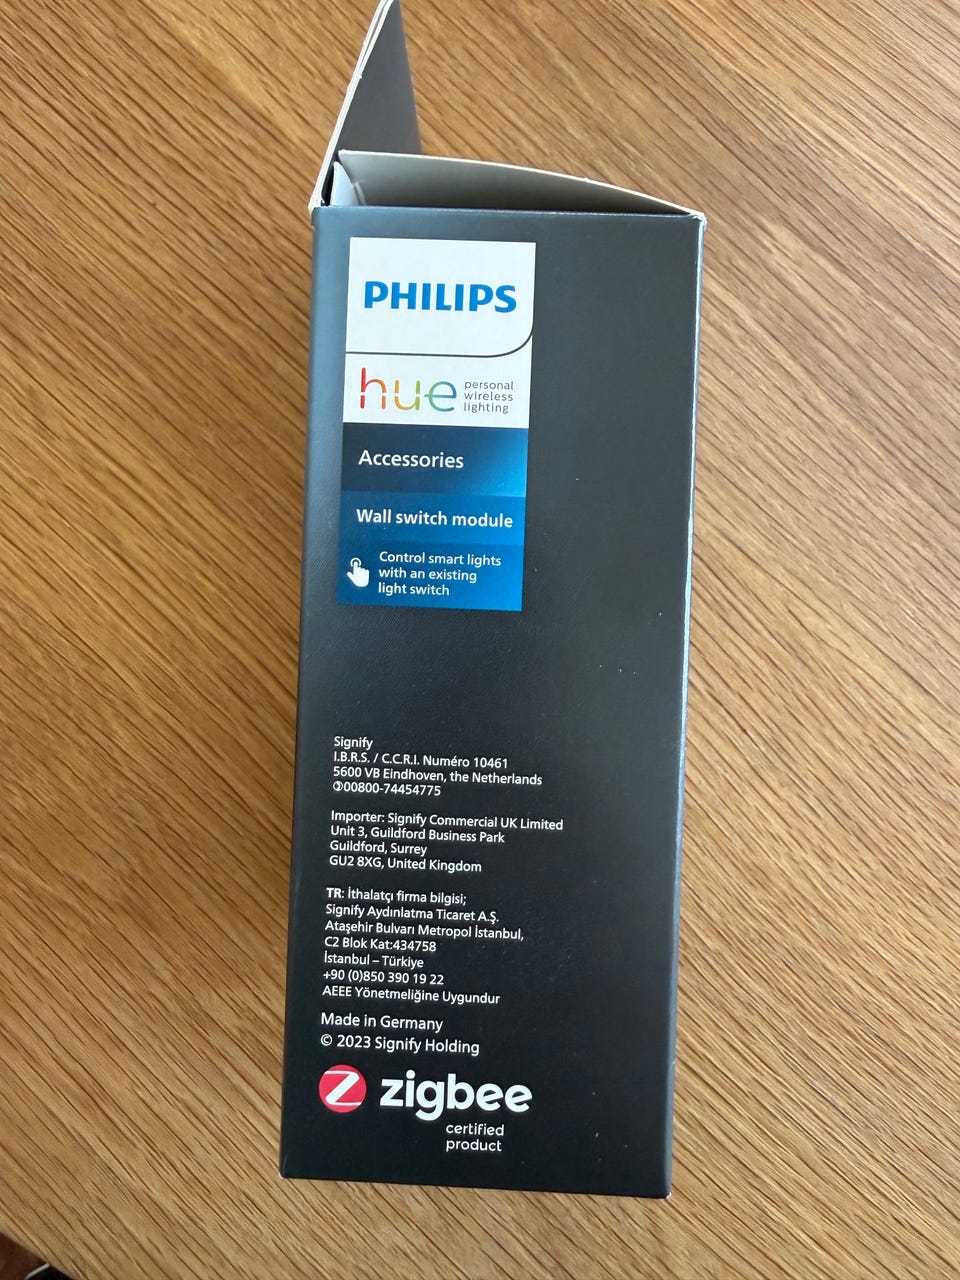 PHILIPS
hue personal
wireless
lighting
Accessories
Wall switch module
Control smart lights
with an existing
light switch
Signify
I.B.R.S. / C.C.R.I. Numéro 10461
5600 VB Eindhoven, the Netherlands
✆00800-74454775
Importer: Signify Commercial UK Limited
Unit 3, Guildford Business Park
Guildford, Surrey
GU2 8XG, United Kingdom
TR: İthalatçı firma bilgisi;
Signify Aydınlatma Ticaret A.Ş.
Ataşehir Bulvarı Metropol İstanbul,
C2 Blok Kat:434758
İstanbul – Türkiye
+90 (0)850 390 19 22
AEEE Yönetmeliğine Uygundur
Made in Germany
© 2023 Signify Holding
zigbee
certified
product